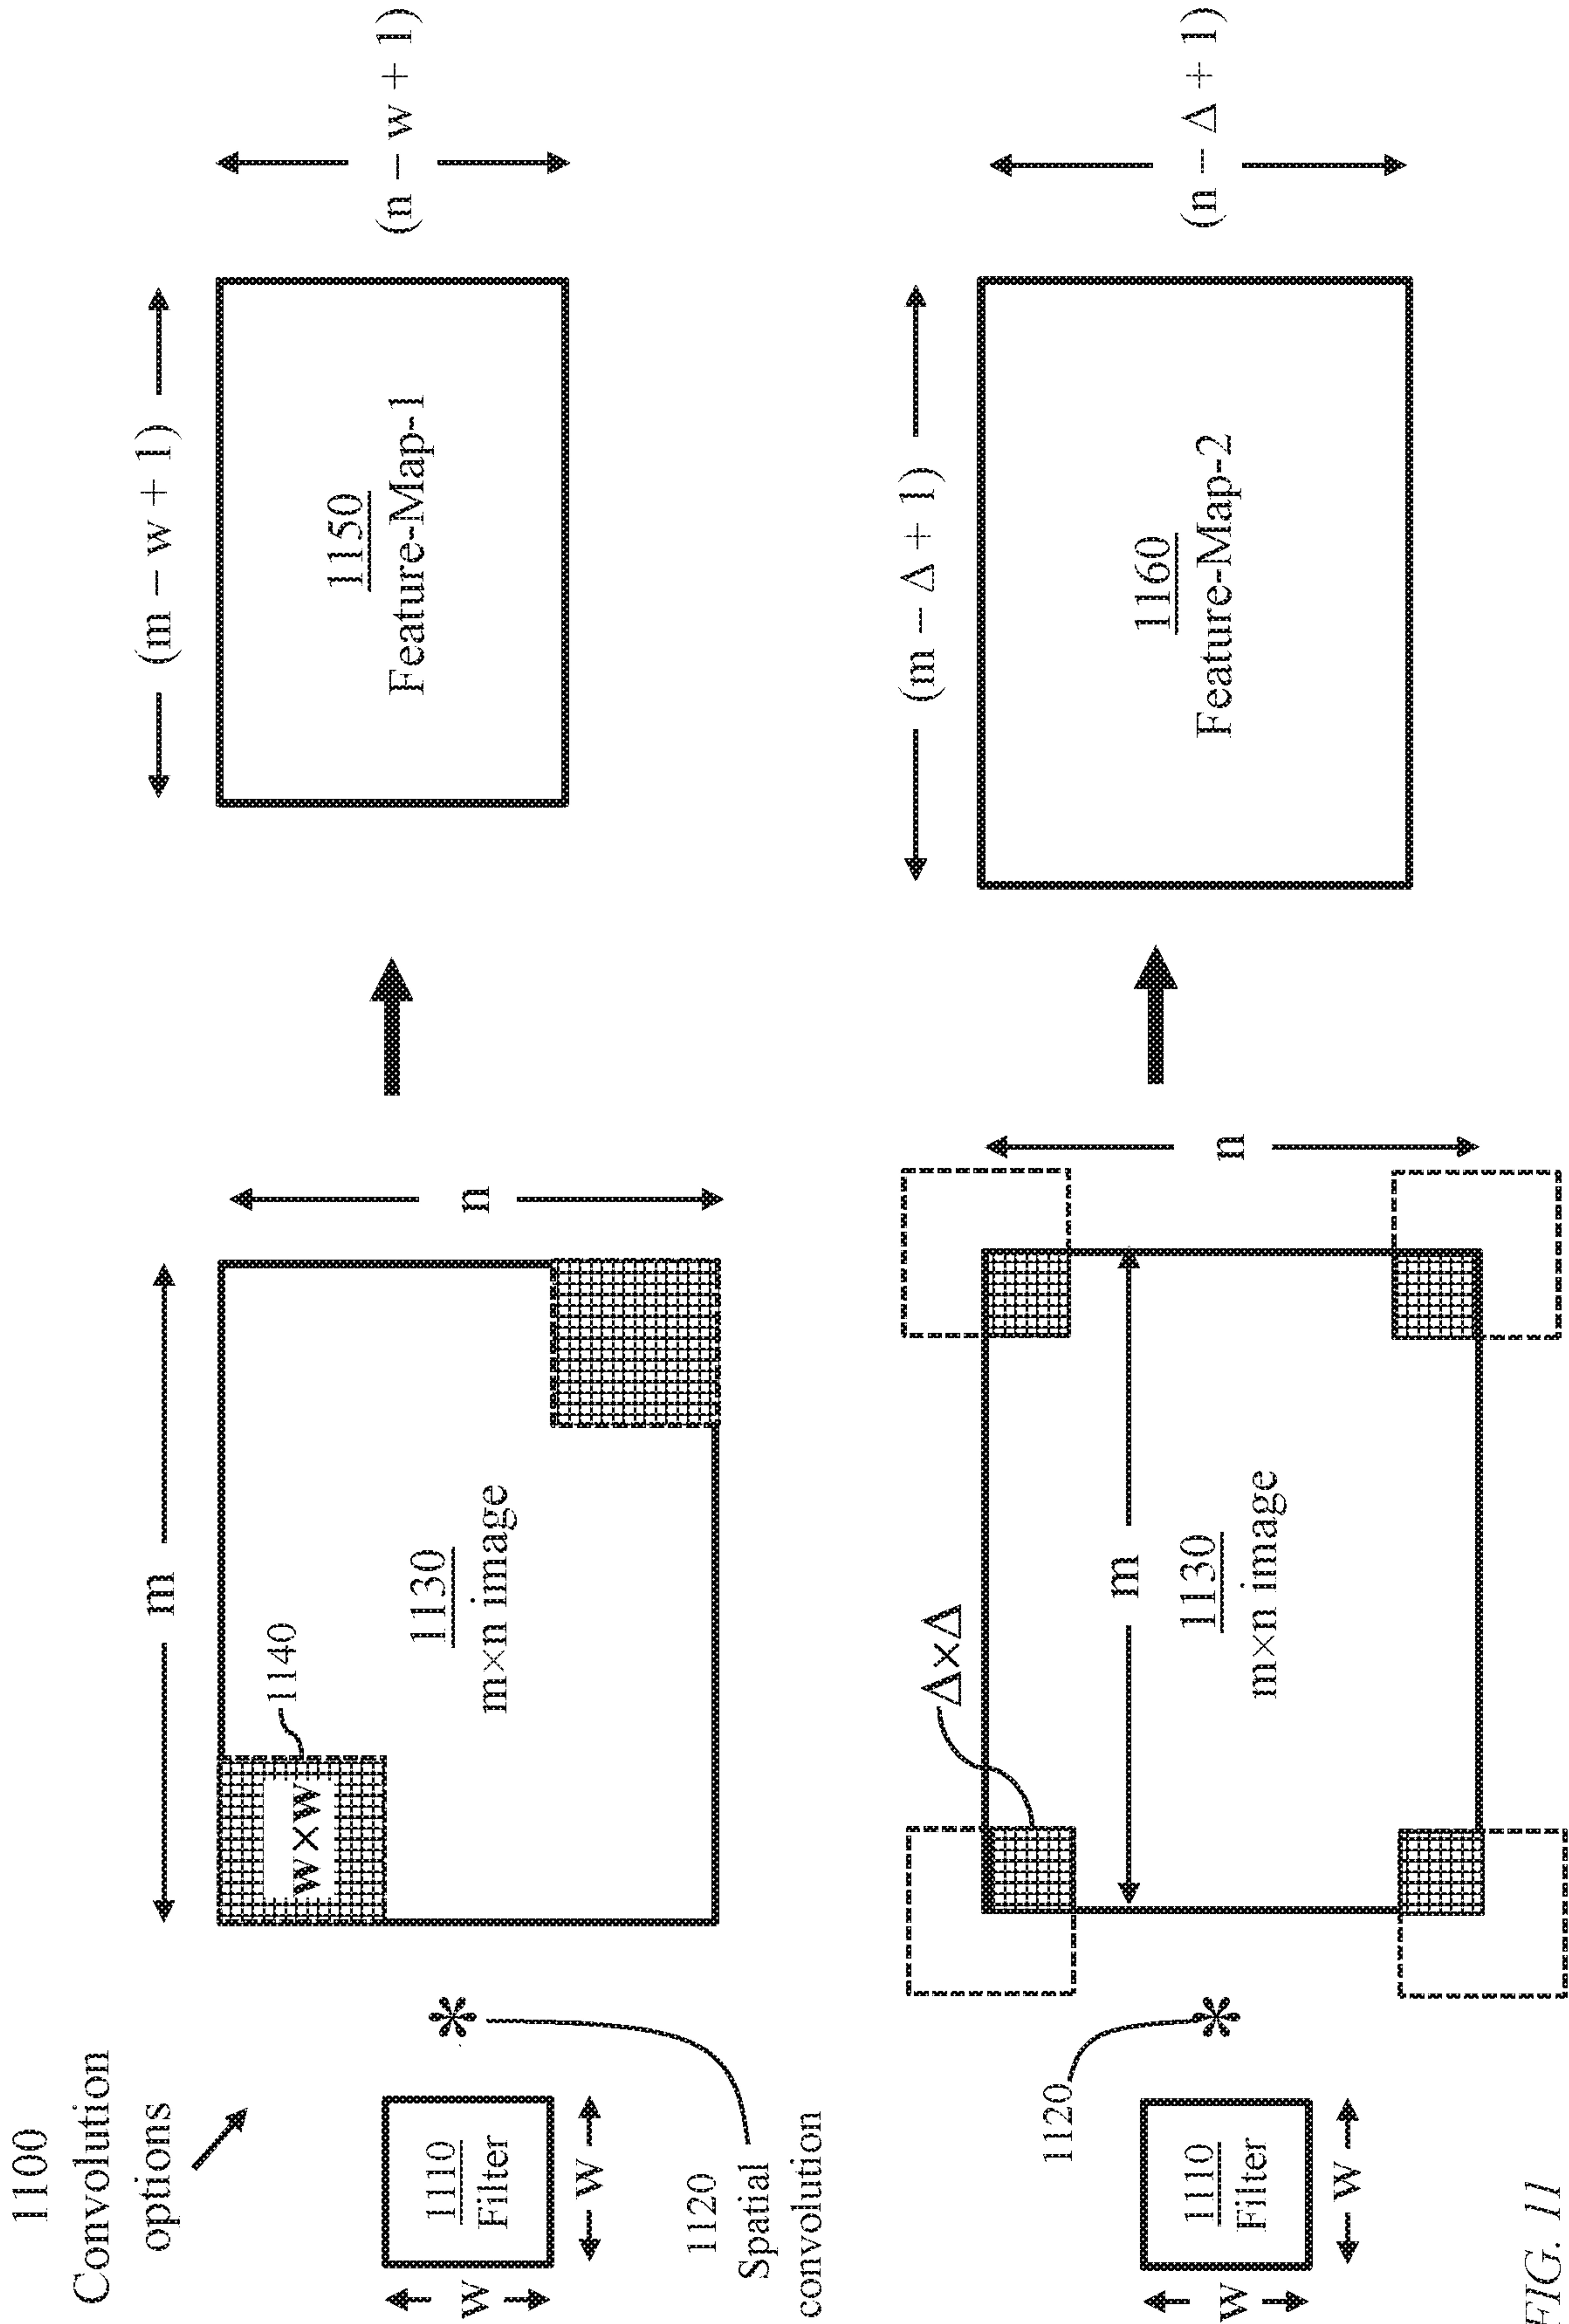 1100
Convolution
options
m
(m – w + 1)
w×w
1140
w
1110
Filter
w
*
1130
m×n image
n
1150
Feature-Map-1
(n – w + 1)
1120
Spatial
convolution
Δ×Δ
(m – Δ + 1)
1120
w
1110
Filter
w
*
m
1130
m×n image
n
1160
Feature-Map-2
(n – Δ + 1)
FIG. 11